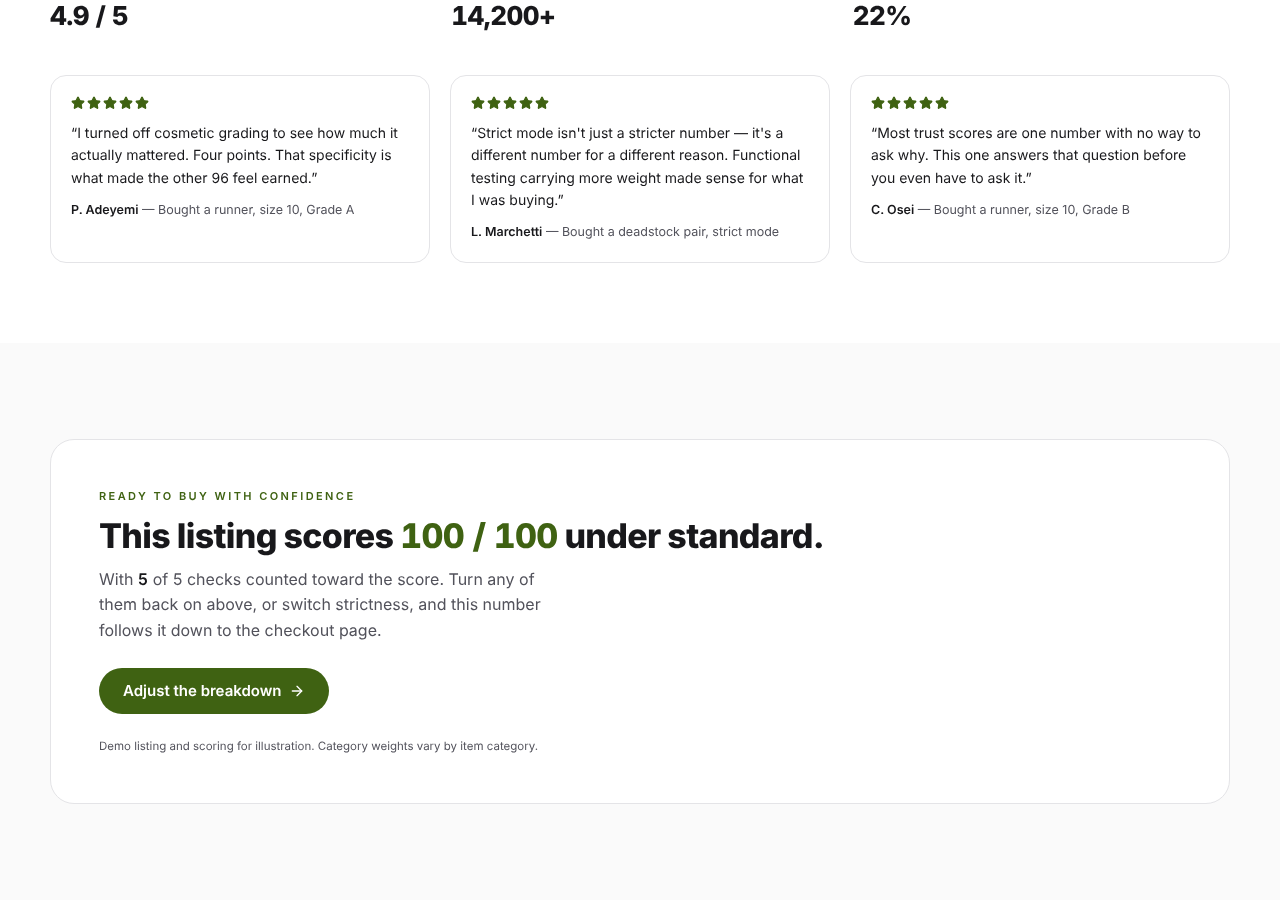 4.9 / 5
14,200+
22%
“I turned off cosmetic grading to see how much it
actually mattered. Four points. That specificity is
what made the other 96 feel earned.”
P. Adeyemi — Bought a runner, size 10, Grade A
“Strict mode isn't just a stricter number — it's a
different number for a different reason. Functional
testing carrying more weight made sense for what
I was buying.”
L. Marchetti — Bought a deadstock pair, strict mode
“Most trust scores are one number with no way to
ask why. This one answers that question before
you even have to ask it.”
C. Osei — Bought a runner, size 10, Grade B
READY TO BUY WITH CONFIDENCE
This listing scores 100 / 100 under standard.
With 5 of 5 checks counted toward the score. Turn any of
them back on above, or switch strictness, and this number
follows it down to the checkout page.
Adjust the breakdown →
Demo listing and scoring for illustration. Category weights vary by item category.